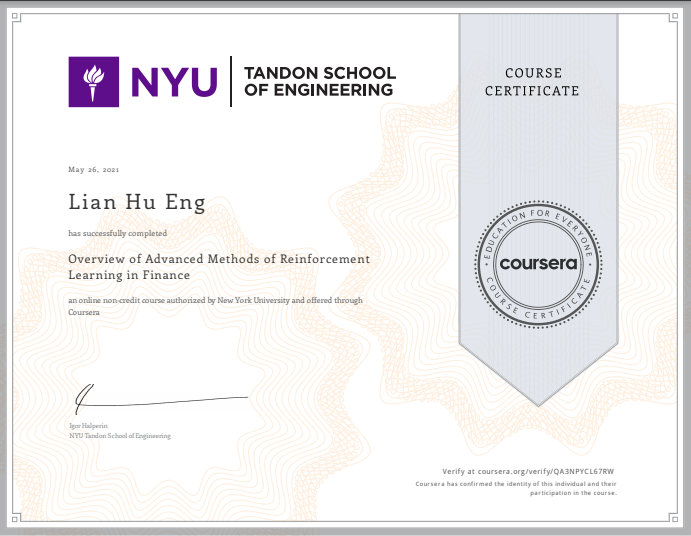 NYU
TANDON SCHOOL
OF ENGINEERING
COURSE
CERTIFICATE
May 26, 2021
Lian Hu Eng
has successfully completed
Overview of Advanced Methods of Reinforcement
Learning in Finance
an online non-credit course authorized by New York University and offered through
Coursera
EDUCATION FOR EVERYONE
coursera
COURSE CERTIFICATE
Igor Halperin
NYU Tandon School of Engineering
Verify at coursera.org/verify/QA3NPYCL67RW
Coursera has confirmed the identity of this individual and their
participation in the course.